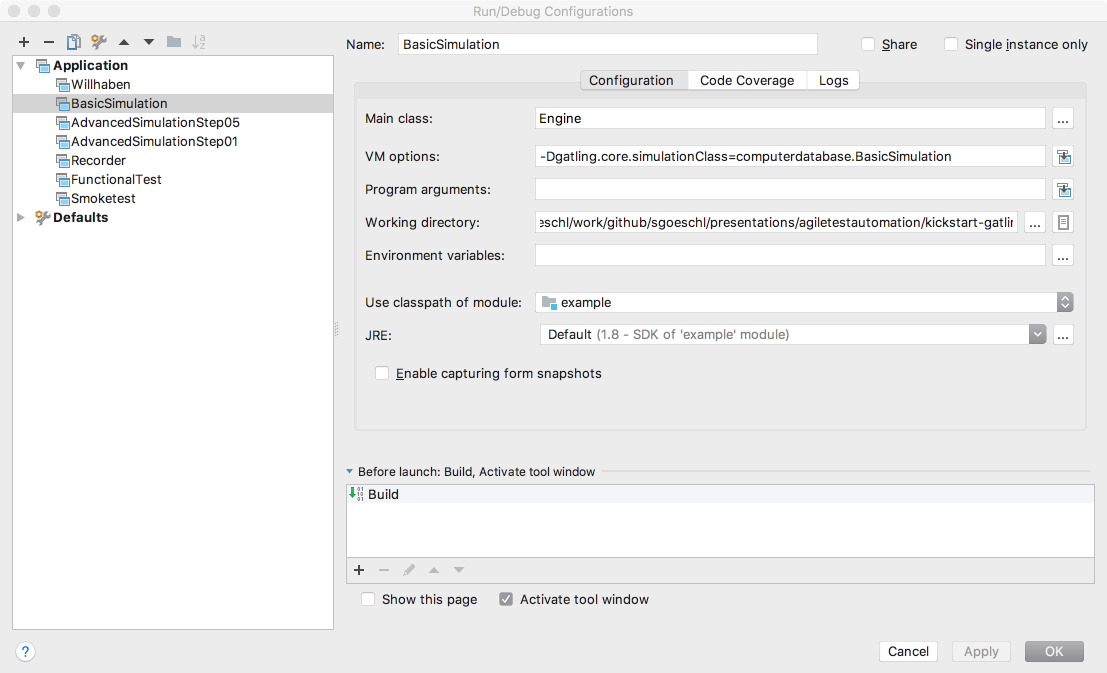 Run/Debug Configurations
Name: BasicSimulation Share Single instance only
Application
Willhaben
BasicSimulation
AdvancedSimulationStep05
AdvancedSimulationStep01
Recorder
FunctionalTest
Smoketest
Defaults
Configuration Code Coverage Logs
Main class: Engine ...
VM options: -Dgatling.core.simulationClass=computerdatabase.BasicSimulation
Program arguments:
Working directory: eschl/work/github/sgoeschl/presentations/agiletestautomation/kickstart-gatlin ...
Environment variables: ...
Use classpath of module: example
JRE: Default (1.8 - SDK of 'example' module) ...
Enable capturing form snapshots
Before launch: Build, Activate tool window
Build
Show this page Activate tool window
? Cancel Apply OK